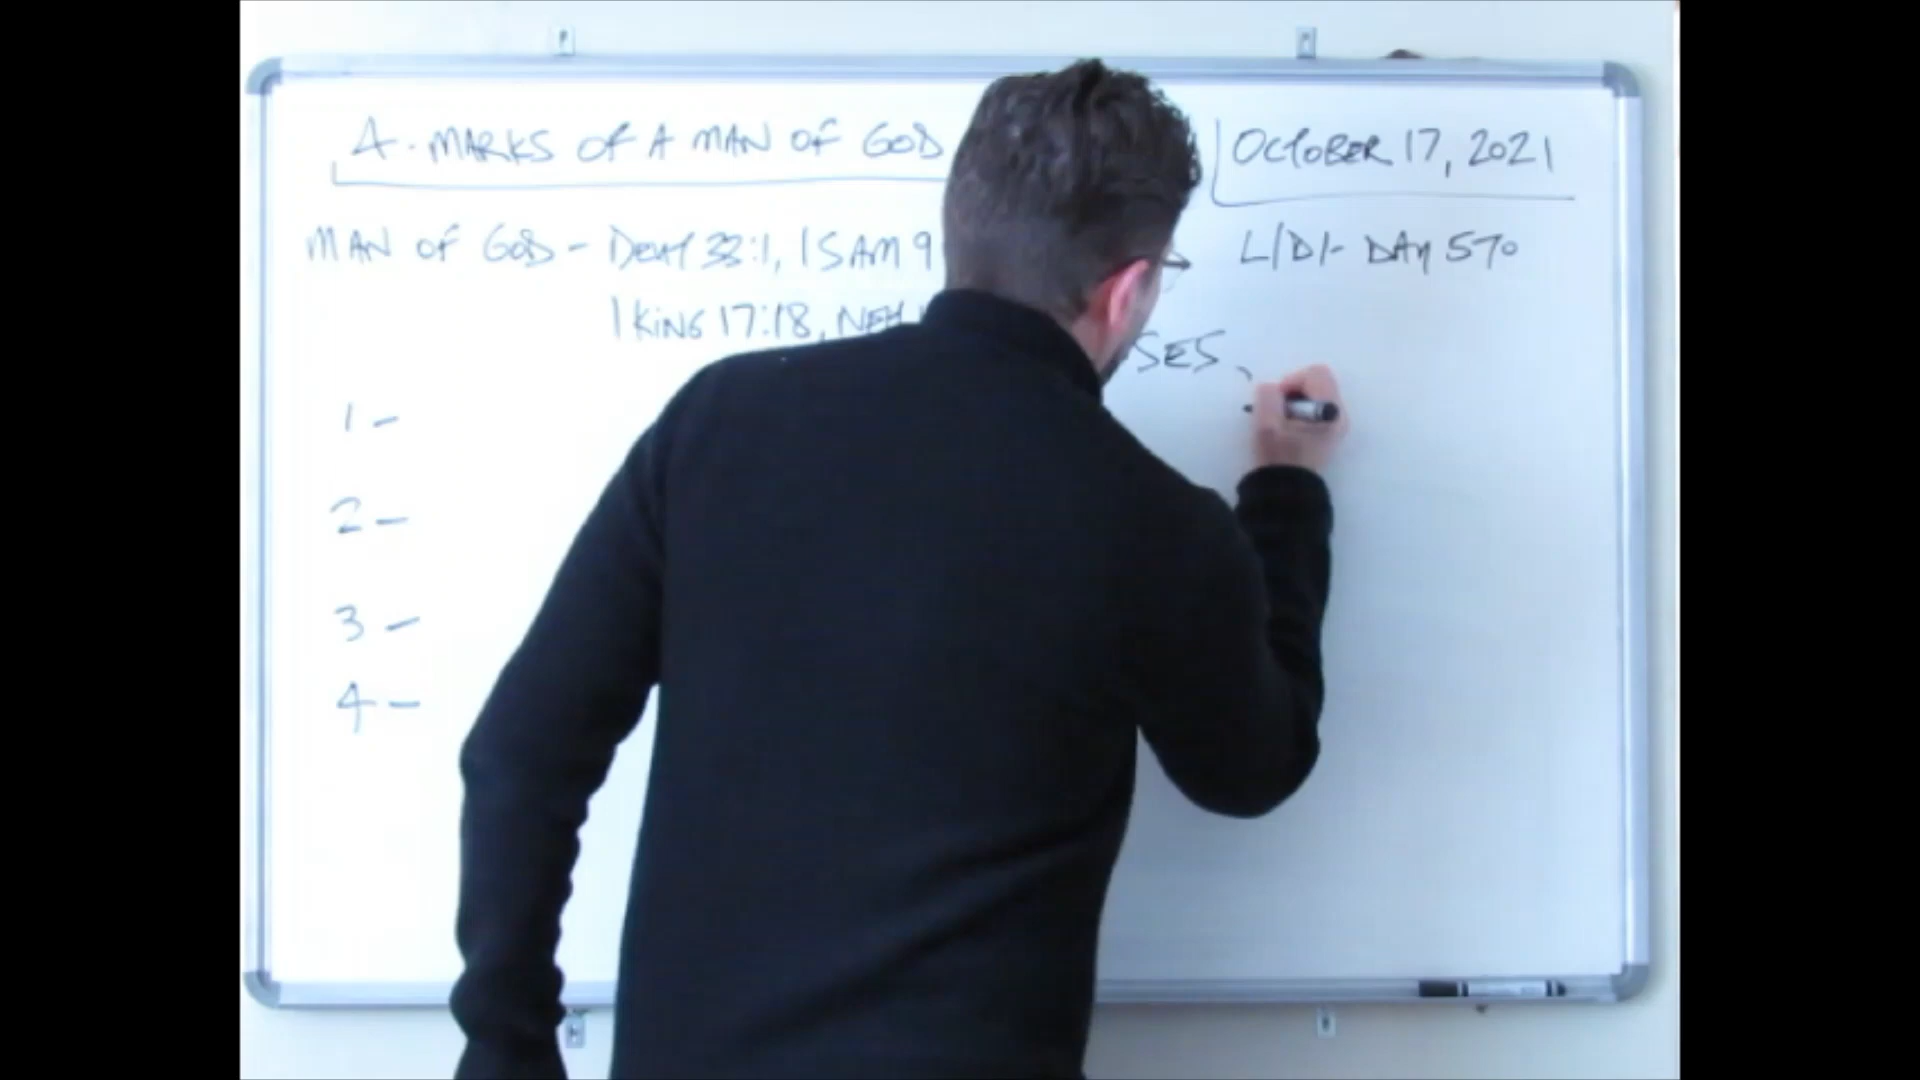 4. MARKS OF A MAN OF GOD
OCTOBER 17, 2021
MAN OF GOD - DEUT 33:1, 1 SAM 9
L/D/- DAY 570
1 KING 17:18, NEH
SES
1 -
2 -
3 -
4 -